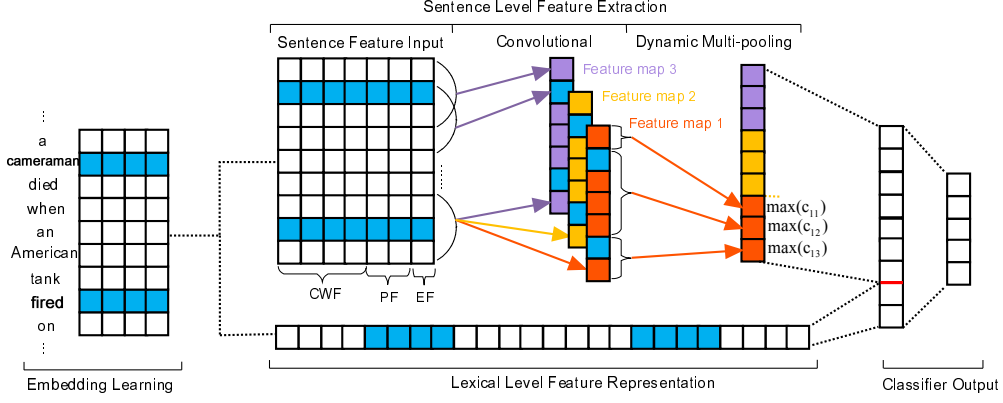 Sentence Level Feature Extraction
Sentence Feature Input
Convolutional
Dynamic Multi-pooling
Feature map 3
Feature map 2
Feature map 1
...
a
cameraman
died
when
an
American
tank
fired
on
...
......
...
max(c11)
max(c12)
max(c13)
CWF
PF
EF
Embedding Learning
Lexical Level Feature Representation
Classifier Output